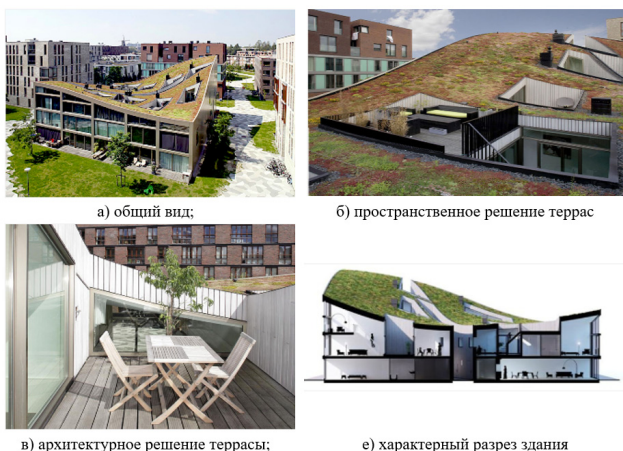 а) общий вид;
б) пространственное решение террас
в) архитектурное решение террасы;
е) характерный разрез здания